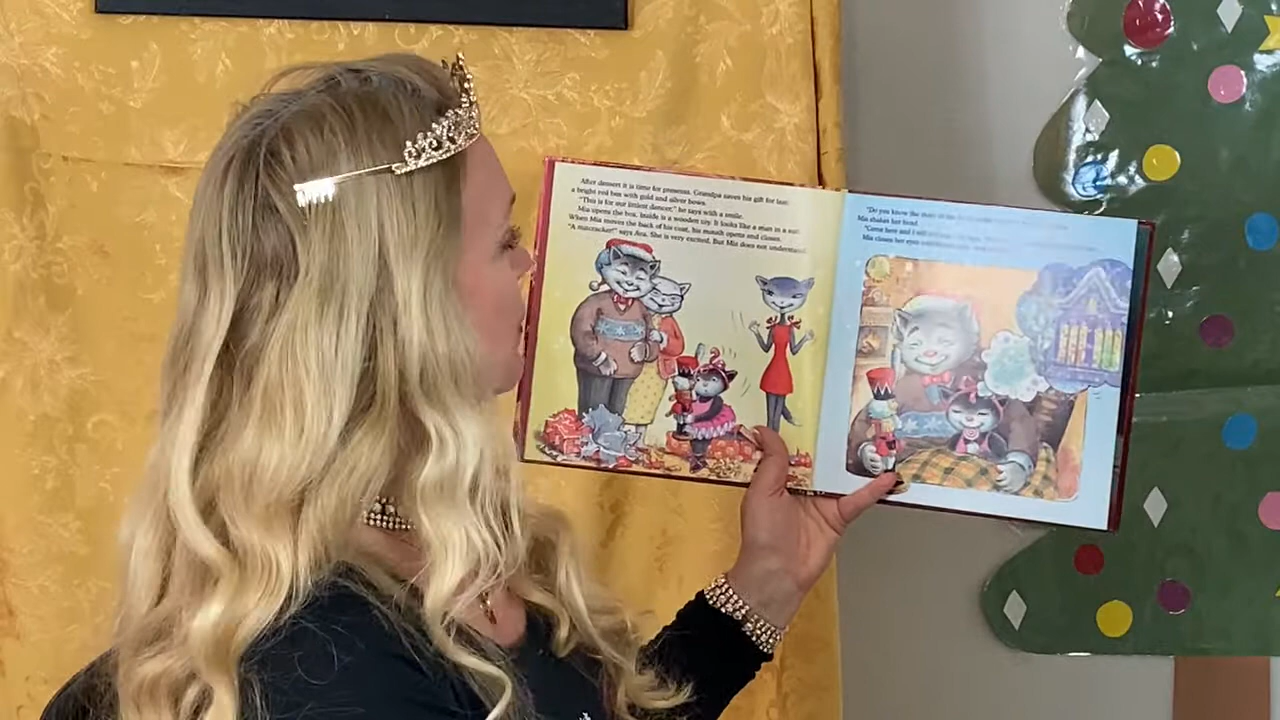 After dessert it is time for presents. Grandpa saves his gift for last:
a bright red box with gold and silver bows.
"This is for our littlest dancer," he says with a smile.
Mia opens the box. Inside is a wooden toy. It looks like a man in a suit.
When Mia moves the back of his coat, his mouth opens and closes.
"A nutcracker!" says Ava. She is very excited. But Mia does not understand.
"Do you know the story of the
Mia shakes her head.
"Come here and I will
Mia closes her eyes